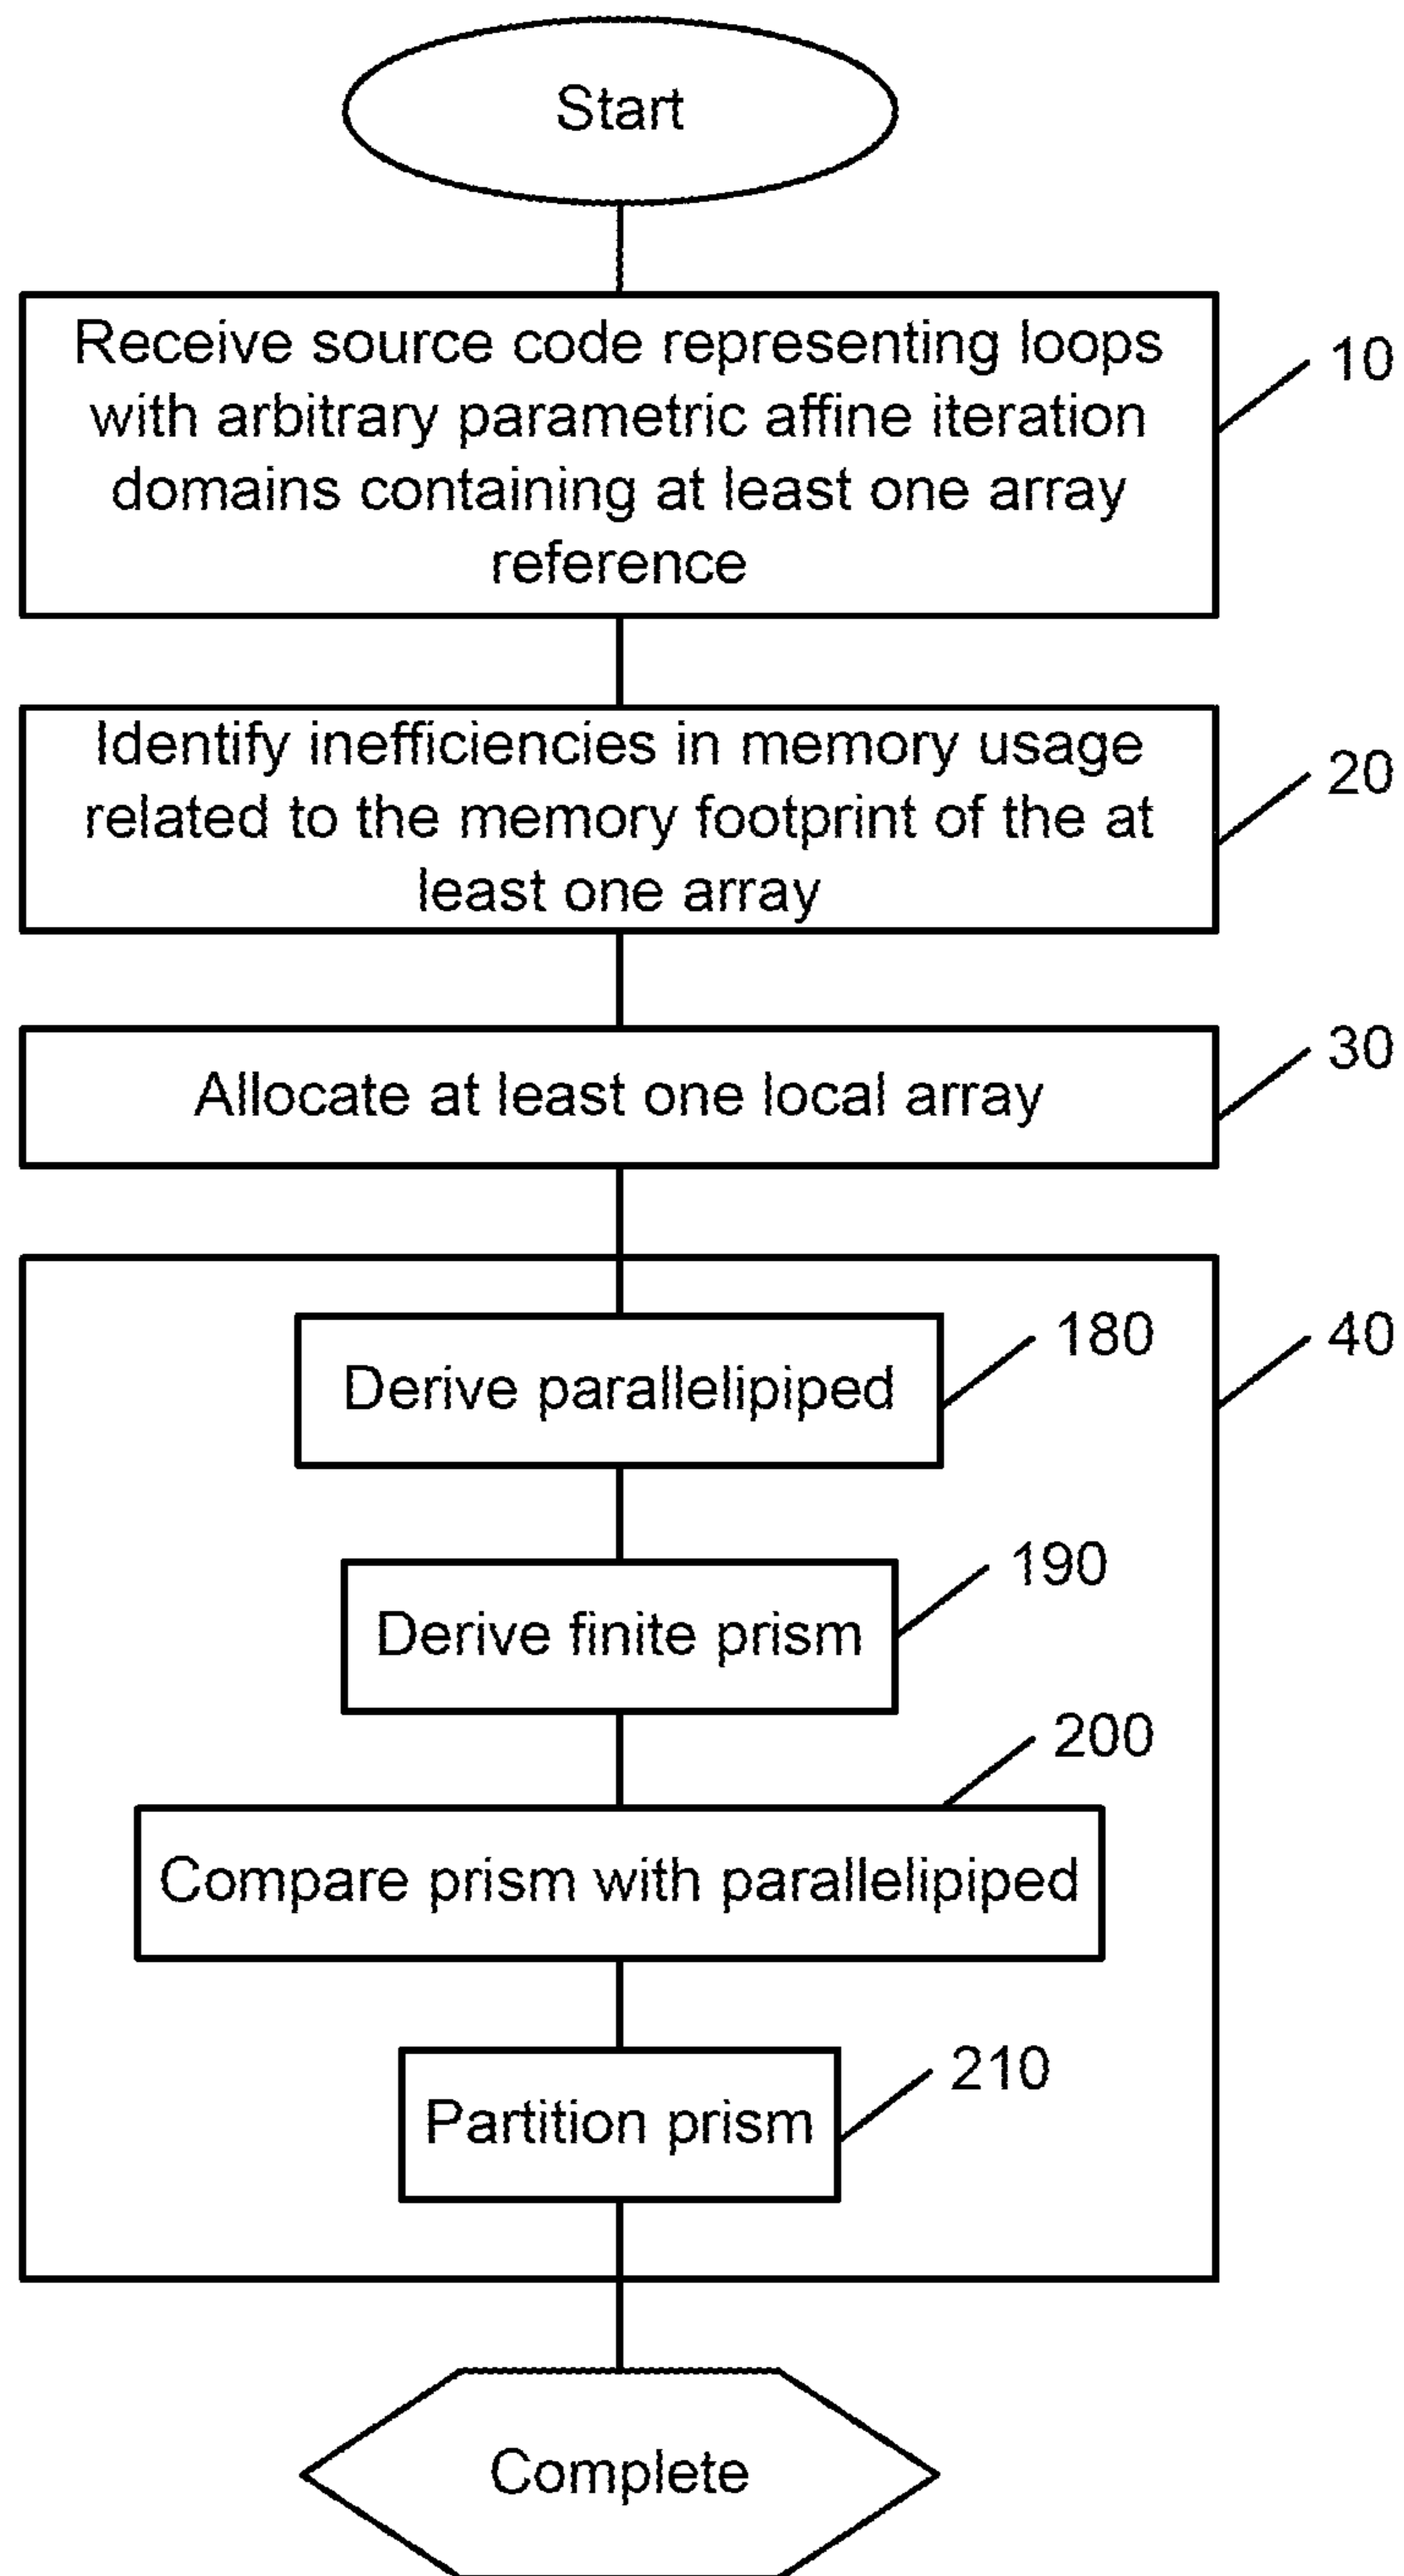 Start
Receive source code representing loops
with arbitrary parametric affine iteration
domains containing at least one array
reference
10
Identify inefficiencies in memory usage
related to the memory footprint of the at
least one array
20
Allocate at least one local array
30
40
Derive parallelipiped
180
Derive finite prism
190
Compare prism with parallelipiped
200
Partition prism
210
Complete